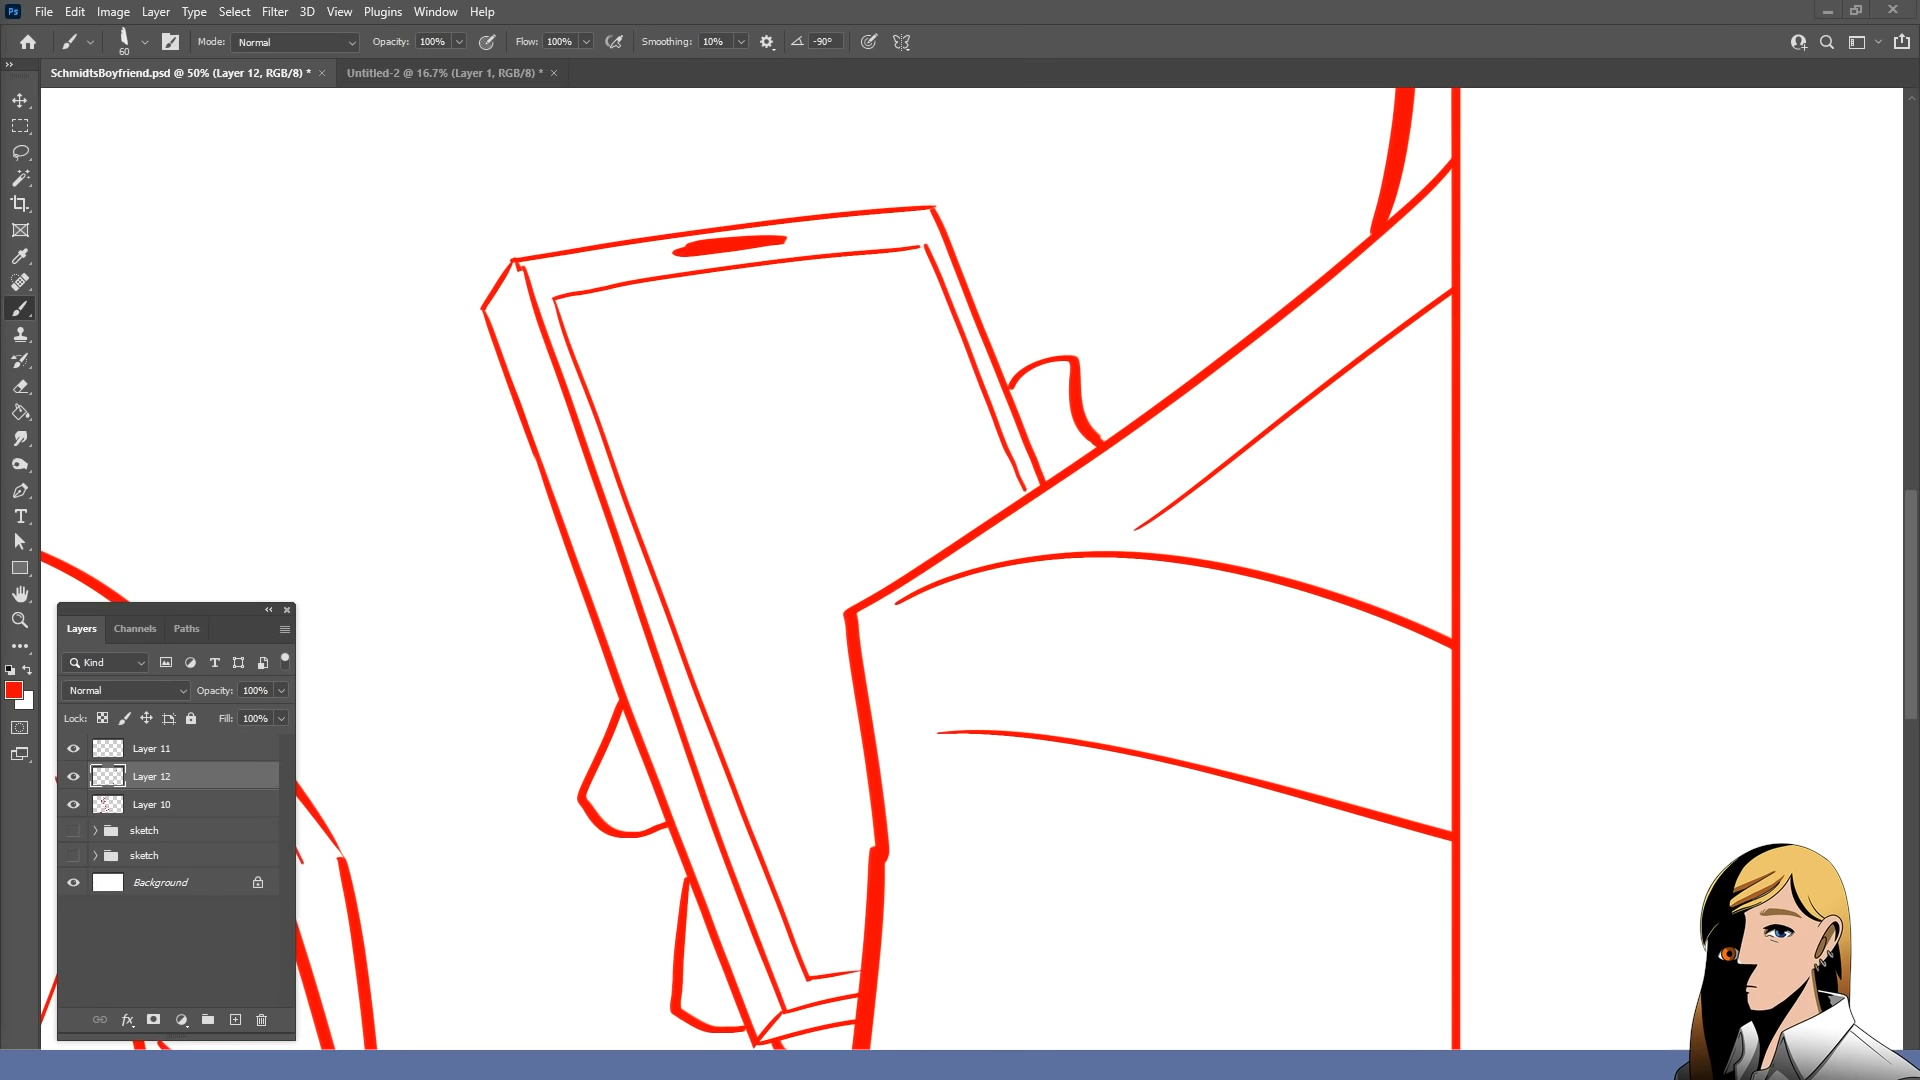 Ps File Edit Image Layer Type Select Filter 3D View Plugins Window Help
60 Mode: Normal Opacity: 100% Flow: 100% Smoothing: 10% -90°
SchmidtsBoyfriend.psd @ 50% (Layer 12, RGB/8) * × Untitled-2 @ 16.7% (Layer 1, RGB/8) * ×
Layers Channels Paths
Kind
Normal Opacity: 100%
Lock: Fill: 100%
Layer 11
Layer 12
Layer 10
sketch
sketch
Background
fx